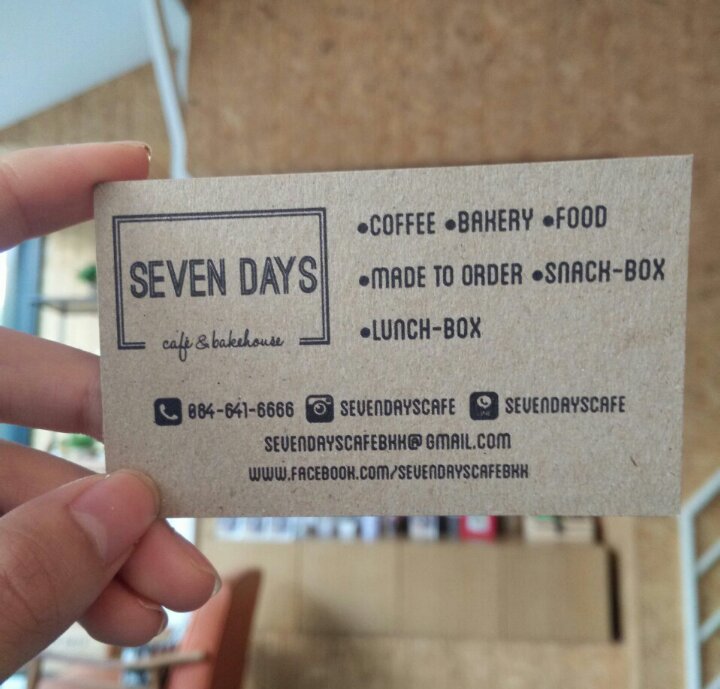 SEVEN DAYS
café & bakehouse
•COFFEE •BAKERY •FOOD
•MADE TO ORDER •SNACK-BOX
•LUNCH-BOX
084-641-6666 SEVENDAYSCAFE LINE SEVENDAYSCAFE
SEVENDAYSCAFEBKK@GMAIL.COM
WWW.FACEBOOK.COM/SEVENDAYSCAFEBKK